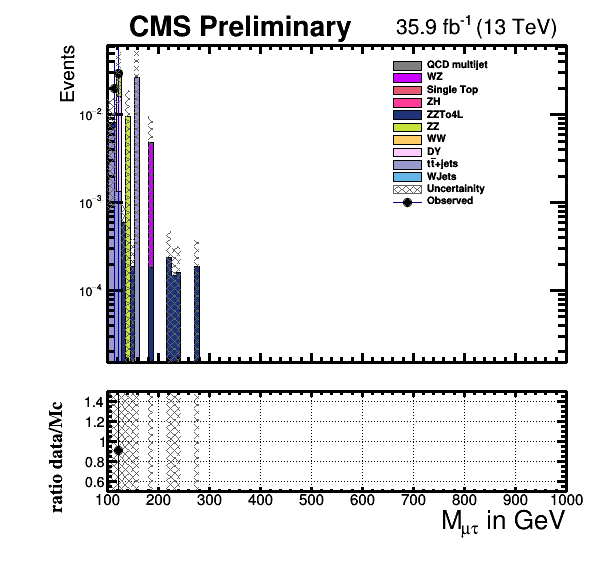 CMS Preliminary
35.9 fb⁻¹ (13 TeV)
Events
QCD multijet
WZ
Single Top
ZH
ZZTo4L
ZZ
WW
DY
tt̄+jets
WJets
Uncertainity
Observed
10⁻²
10⁻³
10⁻⁴
ratio data/Mc
1.4
1.2
1
0.8
0.6
100 200 300 400 500 600 700 800 900 1000
M_μτ in GeV